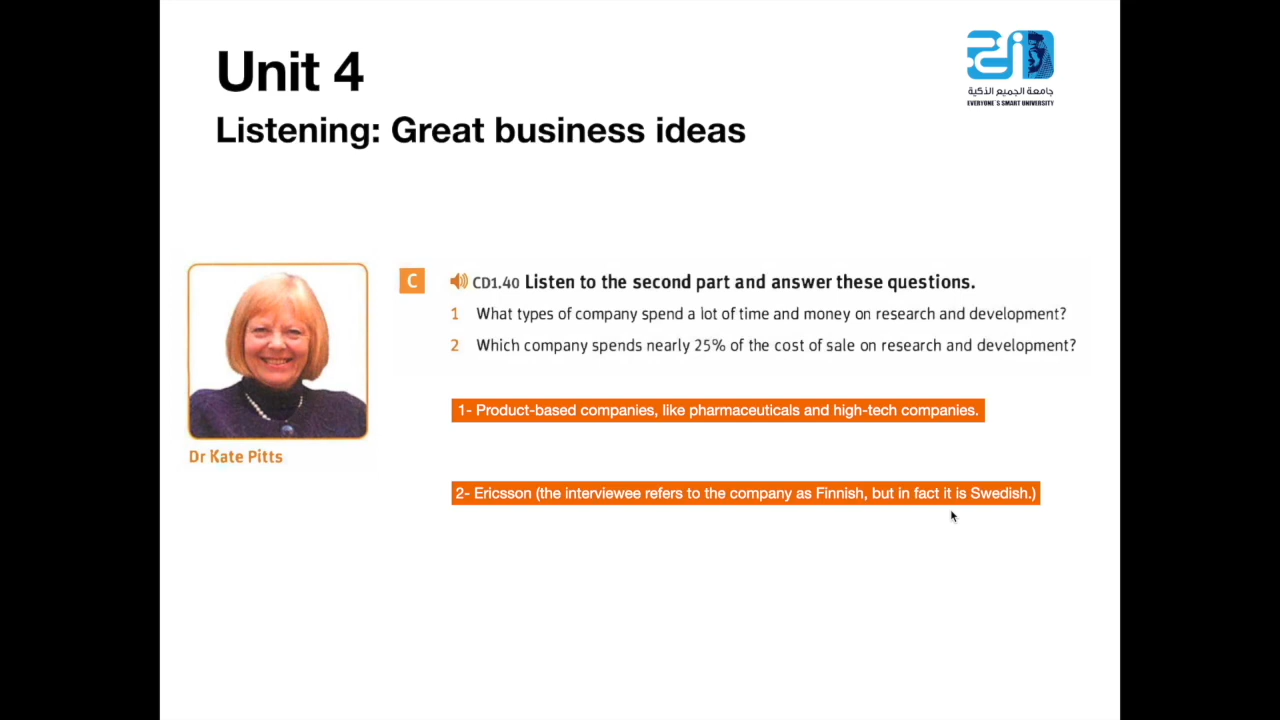 Unit 4
جامعة الجميع الذكية
EVERYONE`S SMART UNIVERSITY
Listening: Great business ideas
C CD1.40 Listen to the second part and answer these questions.
1 What types of company spend a lot of time and money on research and development?
2 Which company spends nearly 25% of the cost of sale on research and development?
1- Product-based companies, like pharmaceuticals and high-tech companies.
Dr Kate Pitts
2- Ericsson (the interviewee refers to the company as Finnish, but in fact it is Swedish.)